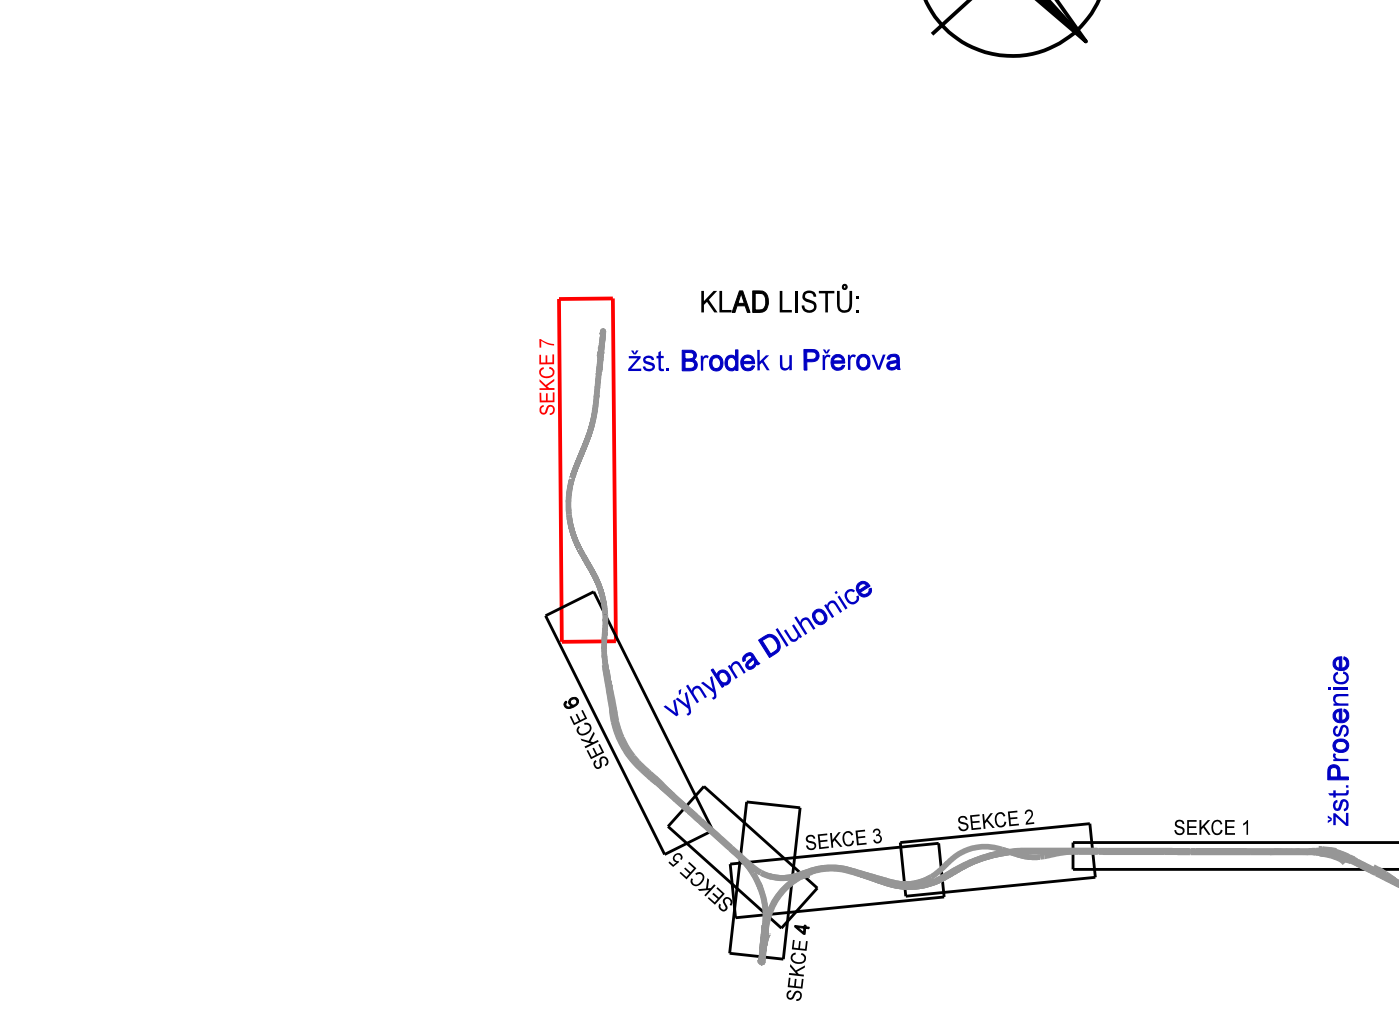 KLAD LISTŮ:
žst. Brodek u Přerova
SEKCE 7
výhybna Dluhonice
SEKCE 6
žst.Prosenice
SEKCE 1
SEKCE 2
SEKCE 3
SEKCE 5
SEKCE 4